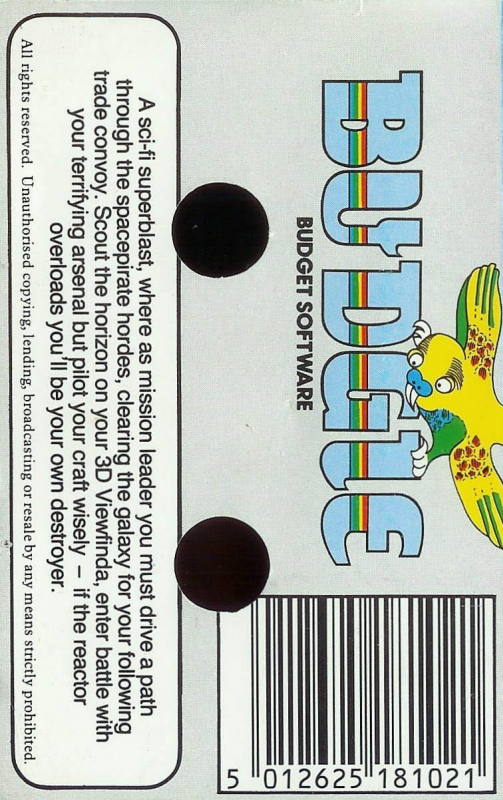 BUDGIE
BUDGET SOFTWARE
A sci-fi superblast, where as mission leader you must drive a path
through the spacepirate hordes, clearing the galaxy for your following
trade convoy. Scout the horizon on your 3D Viewfinda, enter battle with
your terrifying arsenal but pilot your craft wisely – if the reactor
overloads you'll be your own destroyer.
All rights reserved. Unauthorised copying, lending, broadcasting or resale by any means strictly prohibited.
5 012625 181021